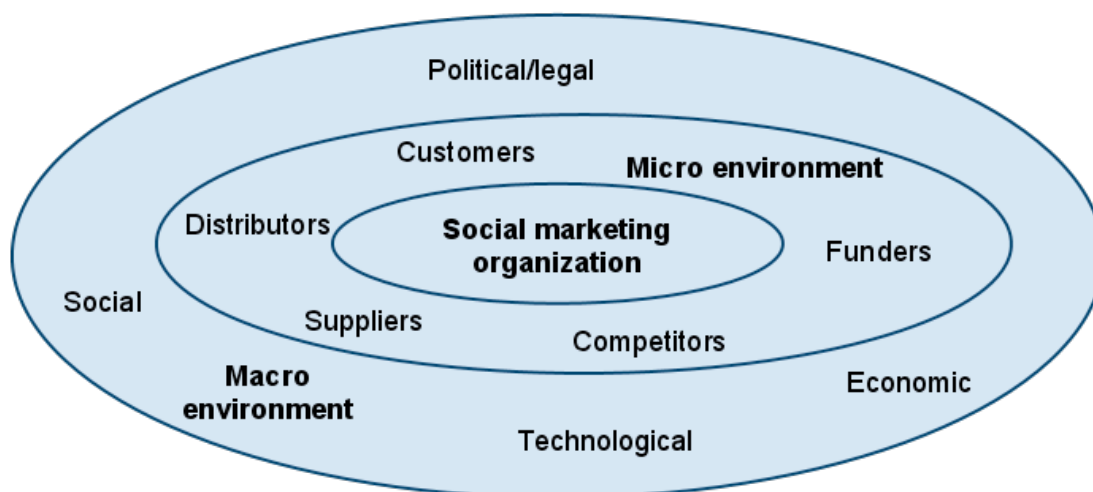 Political/legal
Customers
Micro environment
Distributors
Social marketing
organization
Funders
Social
Suppliers
Competitors
Macro
environment
Economic
Technological